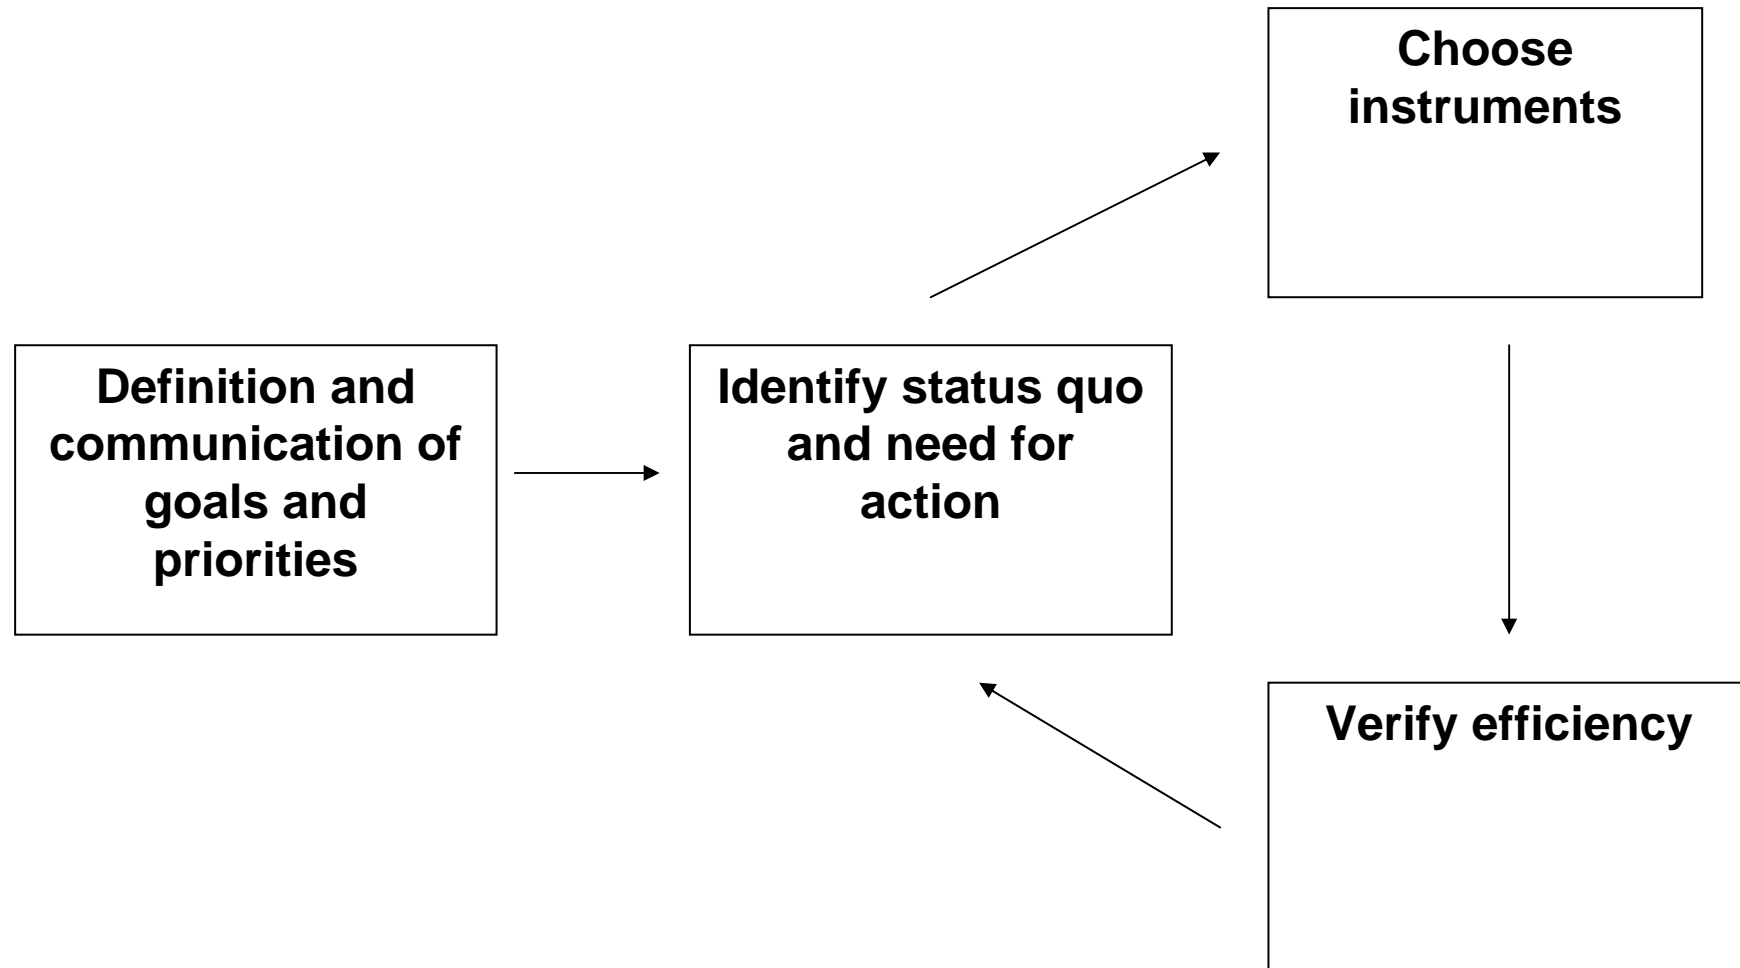 Choose
instruments
Definition and
communication of
goals and
priorities
Identify status quo
and need for
action
Verify efficiency